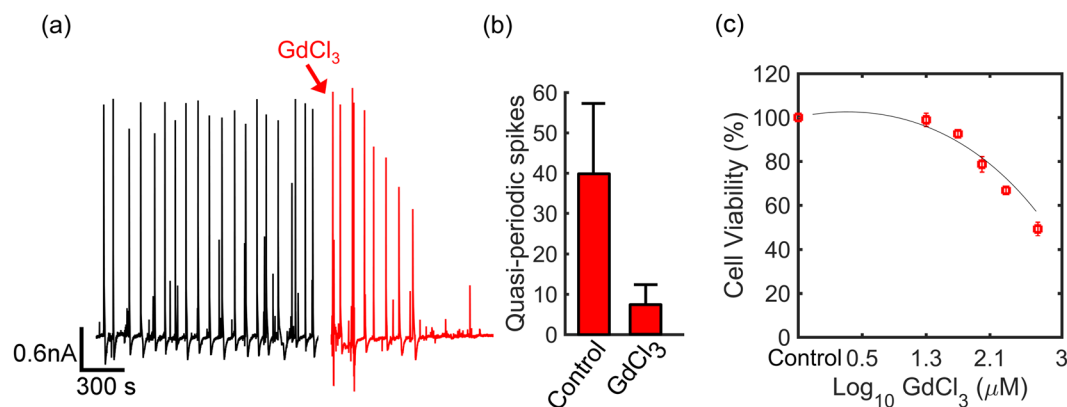 (a)
GdCl3
0.6nA
300 s
(b)
Quasi-periodic spikes
60
50
40
30
20
10
0
Control
GdCl3
(c)
Cell Viability (%)
120
100
80
60
40
20
0
Control 0.5 1.3 2.1 3
Log10 GdCl3 (μM)